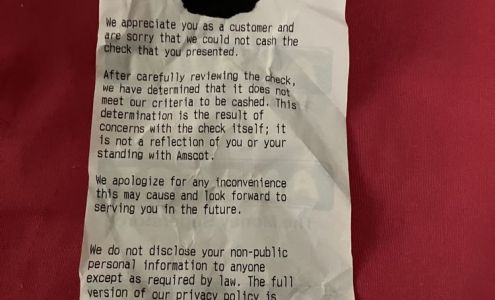 We appreciate you as a customer and
are sorry that we could not cash the
check that you presented.
After carefully reviewing the check,
we have determined that it does not
meet our criteria to be cashed. This
determination is the result of
concerns with the check itself; it
is not a reflection of you or your
standing with Amscot.
We apologize for any inconvenience
this may cause and look forward to
serving you in the future.
We do not disclose your non-public
personal information to anyone
except as required by law. The full
version of our privacy policy is